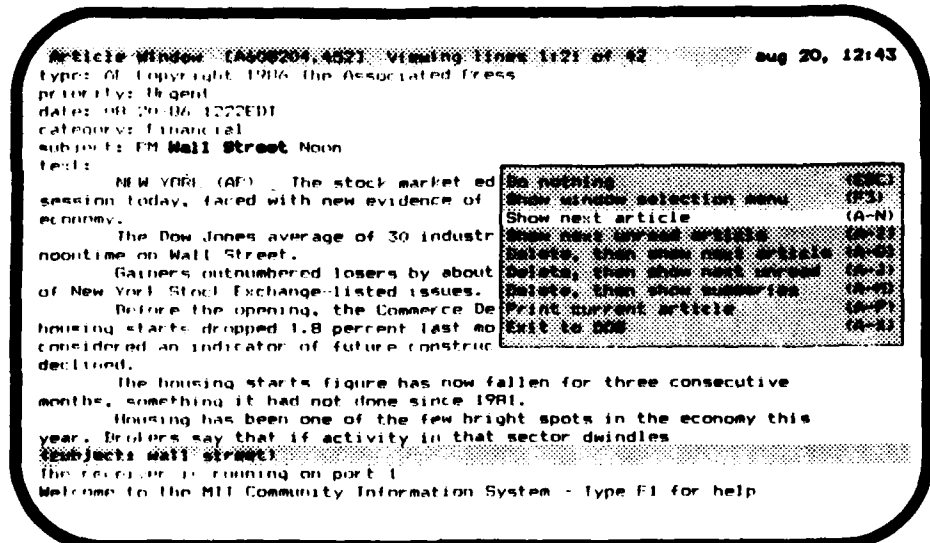 Article Window [A608204.452] Viewing lines 1:21 of 42 aug 20, 12:43
type: AP Copyright 1986 The Associated Press
priority: Urgent
date: 08-20-86 1222EDT
category: financial
subject: PM Wall Street Noon
text:
NEW YORK (AP) _ The stock market ed
session today, faced with new evidence of
economy.
The Dow Jones average of 30 industr
noontime on Wall Street.
Gainers outnumbered losers by about
of New York Stock Exchange-listed issues.
Before the opening, the Commerce De
housing starts dropped 1.8 percent last mo
considered an indicator of future construc
declined.
Do nothing (ESC)
Show window selection menu (F3)
Show next article (A-N)
Show next unread article
Delete, then show next article
Delete, then show next unread (A-J)
Delete, then show summaries
Print current article (A-P)
Exit to DOS (A-X)
The housing starts figure has now fallen for three consecutive
months, something it had not done since 1981.
Housing has been one of the few bright spots in the economy this
year. Brokers say that if activity in that sector dwindles
(subject: wall street)
The receiver is running on port 1
Welcome to the MIT Community Information System - Type F1 for help